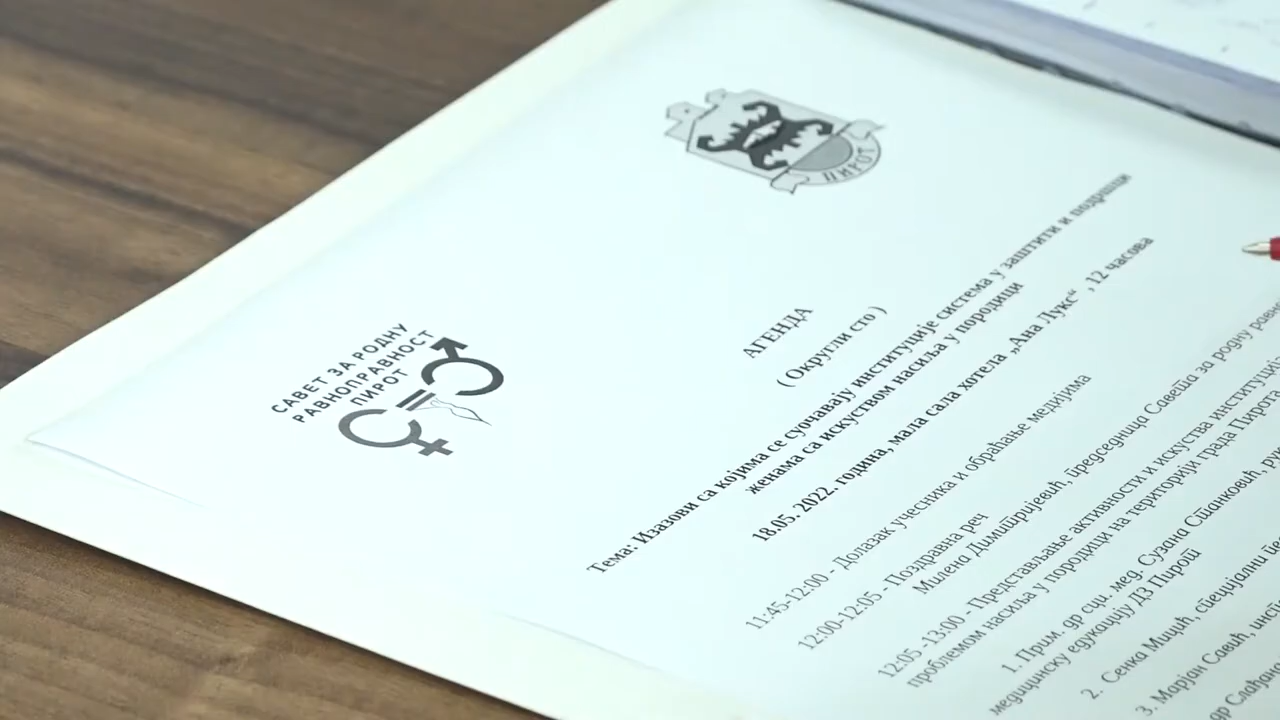 ПИРОТ
САВЕТ ЗА РОДНУ
РАВНОПРАВНОСТ
ПИРОТ
АГЕНДА
( Округли сто )
Тема: Изазови са којима се суочавају институције система у заштити и подршци
женама са искуством насиља у породици
18.05. 2022. година, мала сала хотела „Ана Лукс“ , 12 часова
11:45-12:00 - Долазак учесника и обраћање медијима
12:00-12:05 - Поздравна реч
Милена Димитријевић, председница Савета за родну
12:05 -13:00 - Представљање активности и искуства
проблемом насиља у породици на територији града Пирота
1. Прим. др сци. мед. Сузана Станковић,
медицинску едукацију ДЗ Пирот
2. Сенка Мицић, специјални
3. Марјан Савић,
др Слађана